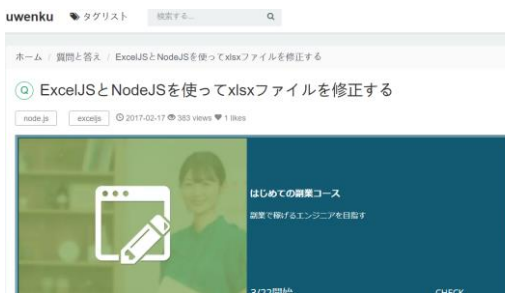 uwenku タグリスト 検索する...
ホーム / 質問と答え / ExcelJSとNodeJSを使ってxlsxファイルを修正する
Q ExcelJSとNodeJSを使ってxlsxファイルを修正する
node.js exceljs 2017-02-17 383 views 1 likes
はじめての副業コース
副業で稼げるエンジニアを目指す
3/22開始 CHECK